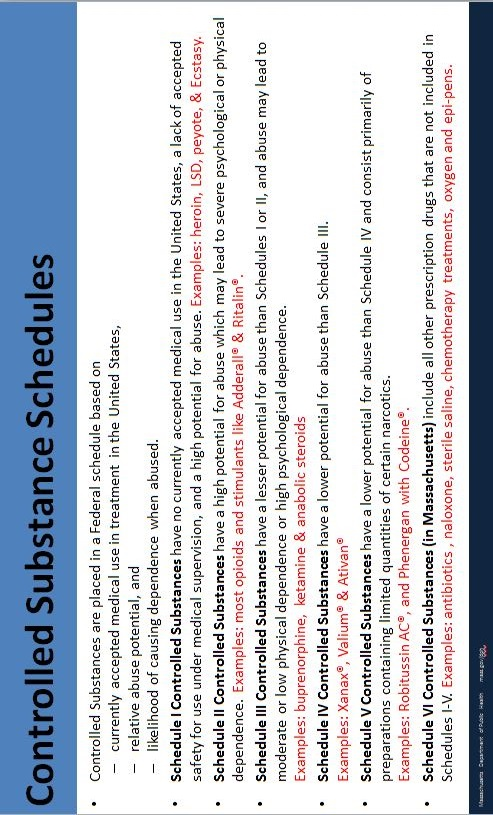 Controlled Substance Schedules
• Controlled Substances are placed in a Federal schedule based on
– currently accepted medical use in treatment in the United States,
– relative abuse potential, and
– likelihood of causing dependence when abused.
• Schedule I Controlled Substances have no currently accepted medical use in the United States, a lack of accepted
safety for use under medical supervision, and a high potential for abuse. Examples: heroin, LSD, peyote, & Ecstasy.
• Schedule II Controlled Substances have a high potential for abuse which may lead to severe psychological or physical
dependence. Examples: most opioids and stimulants like Adderall® & Ritalin®.
• Schedule III Controlled Substances have a lesser potential for abuse than Schedules I or II, and abuse may lead to
moderate or low physical dependence or high psychological dependence.
Examples: buprenorphine, ketamine & anabolic steroids
• Schedule IV Controlled Substances have a lower potential for abuse than Schedule III.
Examples: Xanax®, Valium® & Ativan®
• Schedule V Controlled Substances have a lower potential for abuse than Schedule IV and consist primarily of
preparations containing limited quantities of certain narcotics.
Examples: Robitussin AC®, and Phenergan with Codeine®.
• Schedule VI Controlled Substances (in Massachusetts) include all other prescription drugs that are not included in
Schedules I-V. Examples: antibiotics , naloxone, sterile saline, chemotherapy treatments, oxygen and epi-pens.
Massachusetts Department of Public Health mass.gov/dph